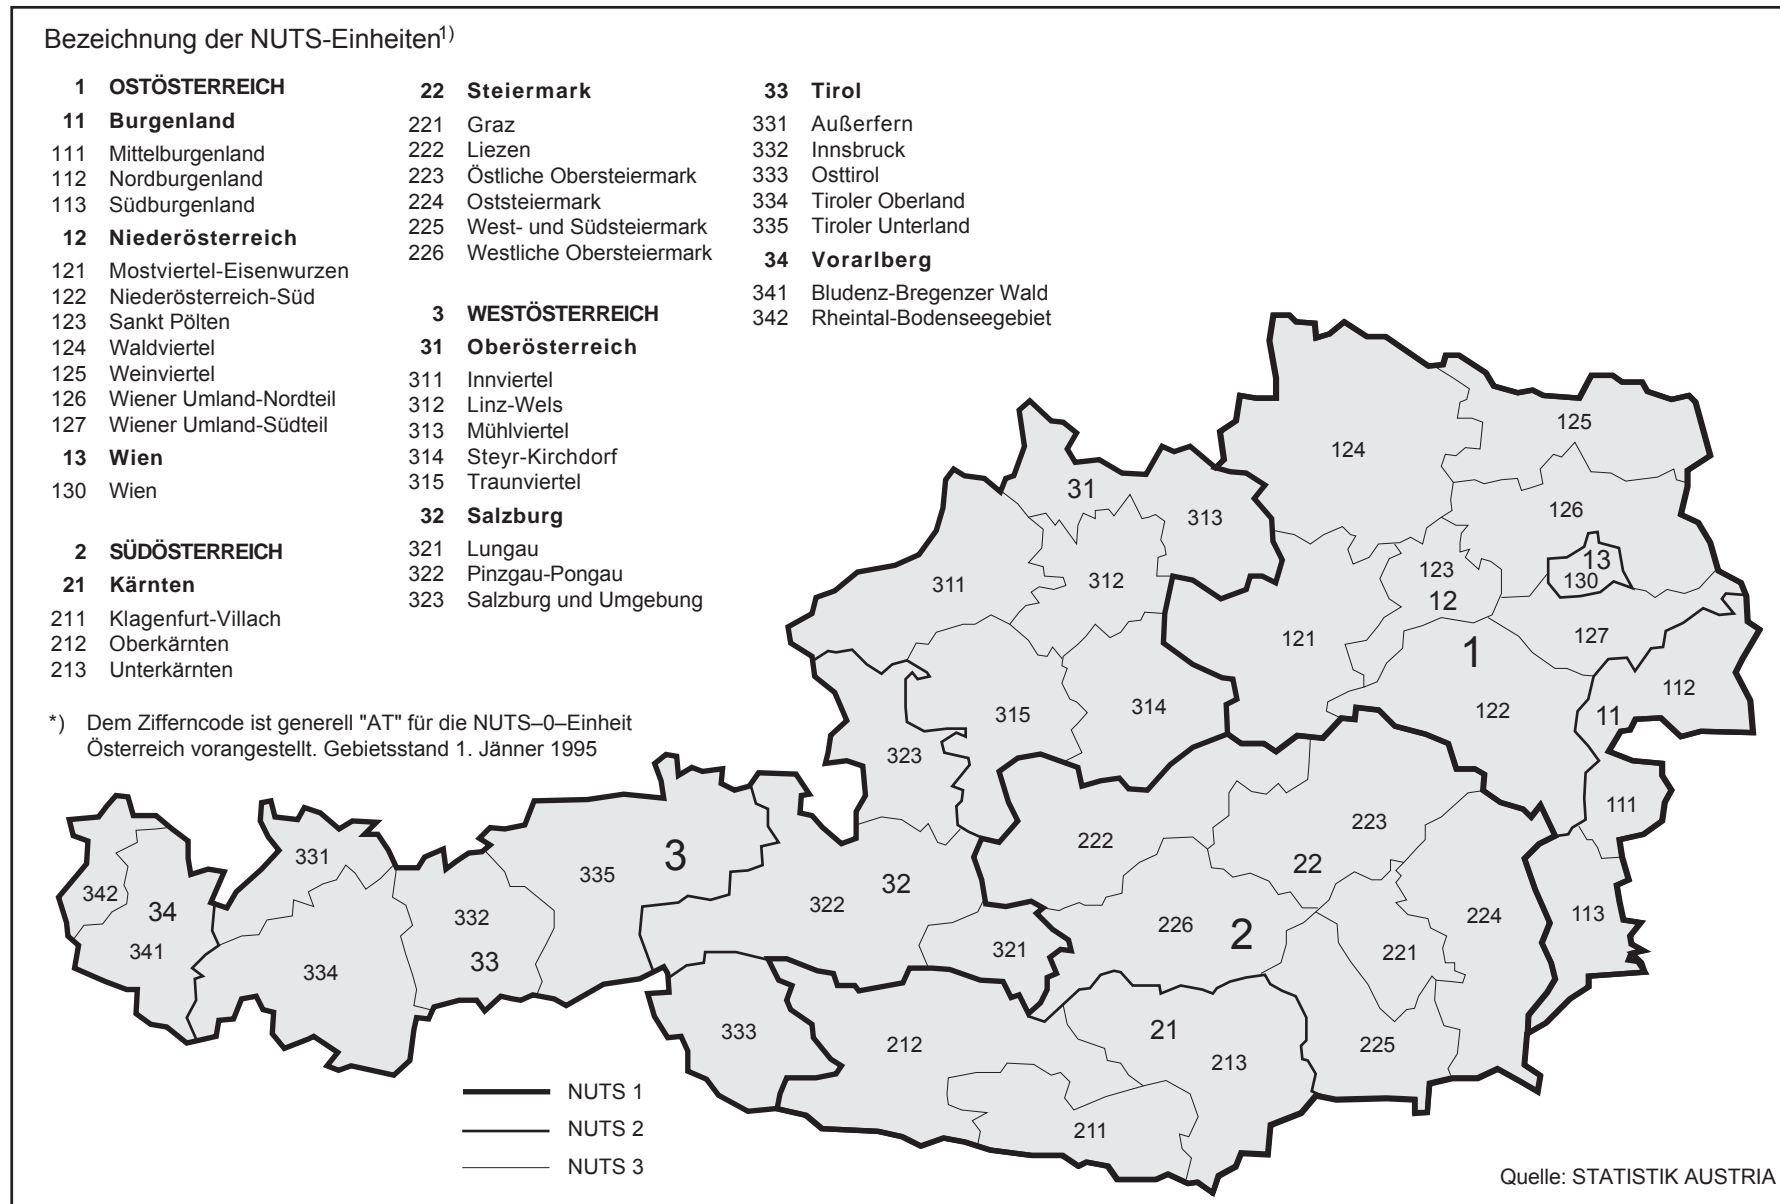 Bezeichnung der NUTS-Einheiten1)
1 OSTÖSTERREICH
11 Burgenland
111 Mittelburgenland
112 Nordburgenland
113 Südburgenland
12 Niederösterreich
121 Mostviertel-Eisenwurzen
122 Niederösterreich-Süd
123 Sankt Pölten
124 Waldviertel
125 Weinviertel
126 Wiener Umland-Nordteil
127 Wiener Umland-Südteil
13 Wien
130 Wien
2 SÜDÖSTERREICH
21 Kärnten
211 Klagenfurt-Villach
212 Oberkärnten
213 Unterkärnten
22 Steiermark
221 Graz
222 Liezen
223 Östliche Obersteiermark
224 Oststeiermark
225 West- und Südsteiermark
226 Westliche Obersteiermark
3 WESTÖSTERREICH
31 Oberösterreich
311 Innviertel
312 Linz-Wels
313 Mühlviertel
314 Steyr-Kirchdorf
315 Traunviertel
32 Salzburg
321 Lungau
322 Pinzgau-Pongau
323 Salzburg und Umgebung
33 Tirol
331 Außerfern
332 Innsbruck
333 Osttirol
334 Tiroler Oberland
335 Tiroler Unterland
34 Vorarlberg
341 Bludenz-Bregenzer Wald
342 Rheintal-Bodenseegebiet
*) Dem Zifferncode ist generell "AT" für die NUTS–0–Einheit
Österreich vorangestellt. Gebietsstand 1. Jänner 1995
124
125
31
313
126
311
312
123
13
130
12
121
127
1
112
315
314
122
11
323
111
222
223
331
335
3
22
342
34
332
322
32
224
113
341
33
334
321
226
2
221
333
212
21
213
225
211
NUTS 1
NUTS 2
NUTS 3
Quelle: STATISTIK AUSTRIA